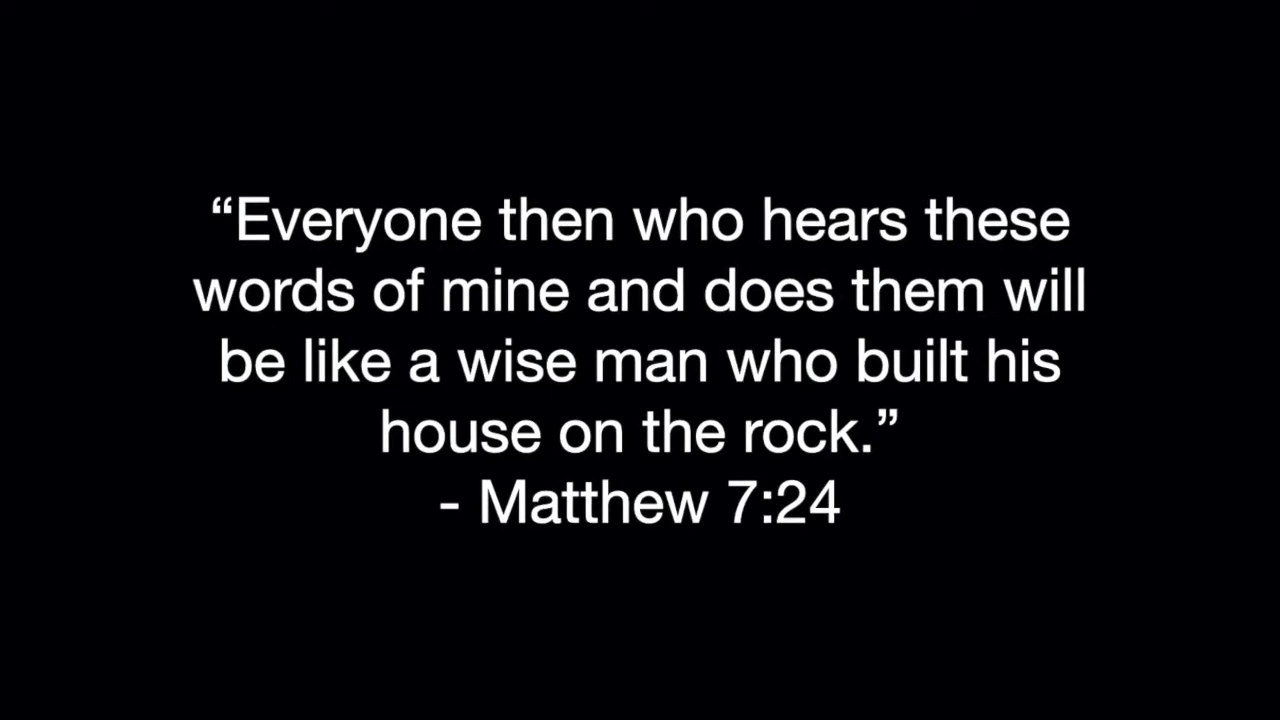 “Everyone then who hears these
words of mine and does them will
be like a wise man who built his
house on the rock.”
- Matthew 7:24